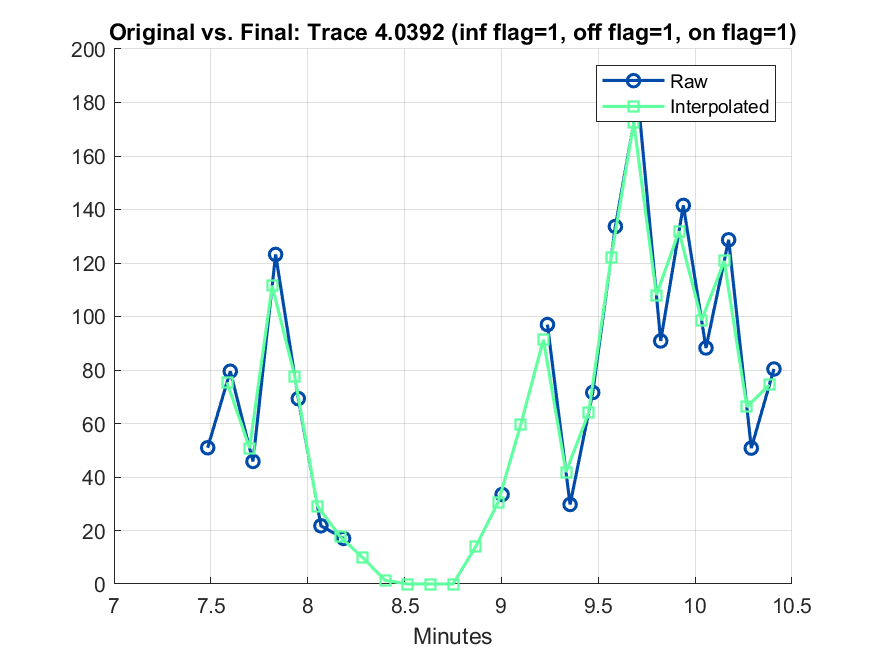 Original vs. Final: Trace 4.0392 (inf flag=1, off flag=1, on flag=1)
Raw
Interpolated
200
180
160
140
120
100
80
60
40
20
0
7 7.5 8 8.5 9 9.5 10 10.5
Minutes